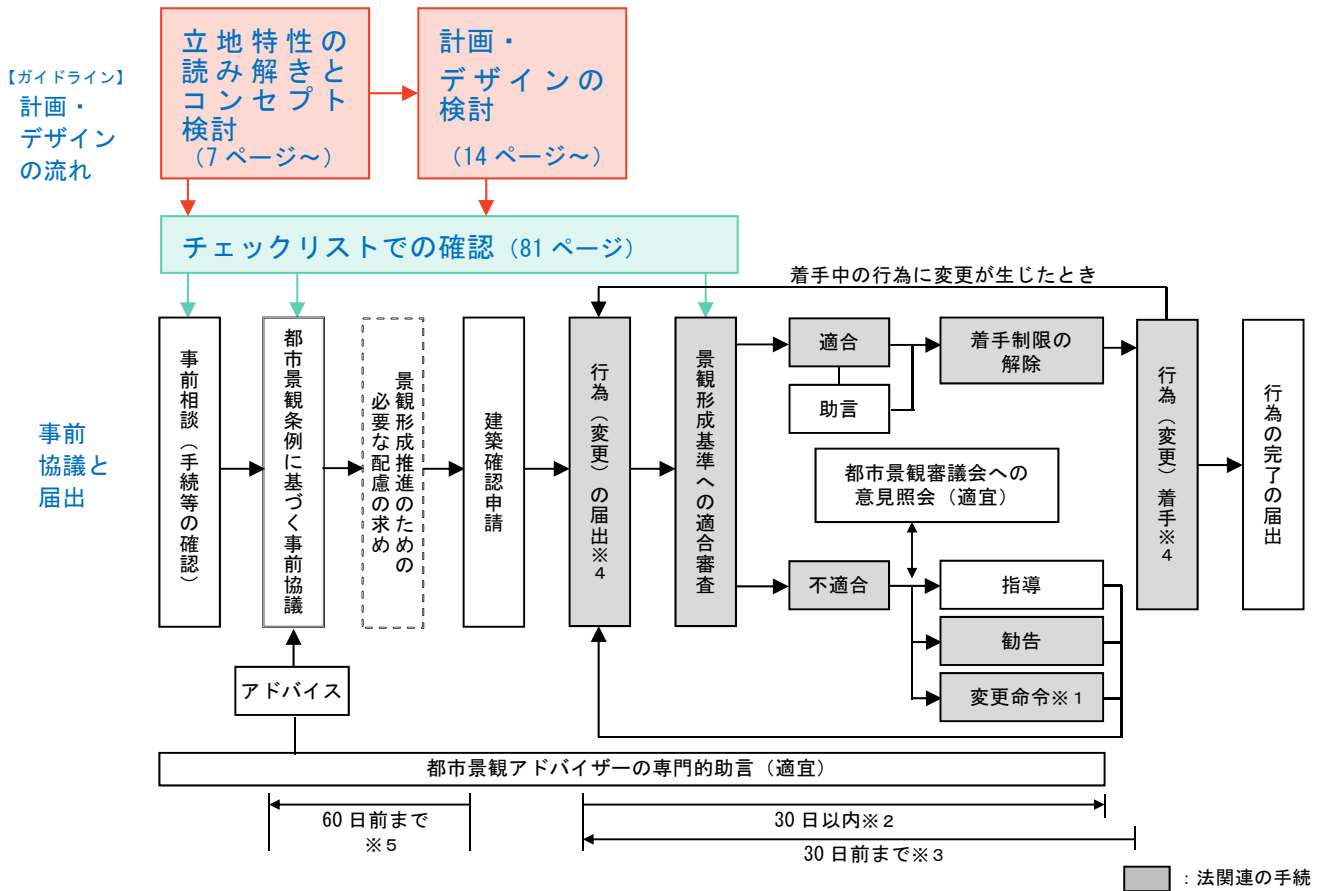 【ガイドライン】
計画・
デザイン
の流れ
立地特性の
読み解きと
コンセプト
検討
(7 ページ～)
計画・
デザインの
検討
(14 ページ～)
チェックリストでの確認 (81 ページ)
着手中の行為に変更が生じたとき
事前
協議と
届出
事前相談（手続等の確認）
都市景観条例に基づく事前協議
景観形成推進のための
必要な配慮の求め
建築確認申請
行為（変更）の届出※4
景観形成基準への適合審査
適合
助言
着手制限の
解除
都市景観審議会への
意見照会（適宜）
不適合
指導
勧告
変更命令※1
行為（変更）着手※4
行為の完了の届出
アドバイス
都市景観アドバイザーの専門的助言（適宜）
60 日前まで
※5
30 日以内※2
30 日前まで※3
：法関連の手続